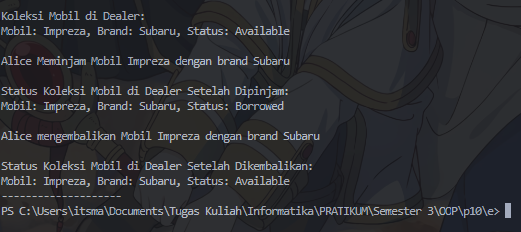 Koleksi Mobil di Dealer:
Mobil: Impreza, Brand: Subaru, Status: Available
Alice Meminjam Mobil Impreza dengan brand Subaru
Status Koleksi Mobil di Dealer Setelah Dipinjam:
Mobil: Impreza, Brand: Subaru, Status: Borrowed
Alice mengembalikan Mobil Impreza dengan brand Subaru
Status Koleksi Mobil di Dealer Setelah Dikembalikan:
Mobil: Impreza, Brand: Subaru, Status: Available
--------------------
PS C:\Users\itsma\Documents\Tugas Kuliah\Informatika\PRATIKUM\Semester 3\OOP\p10\e>